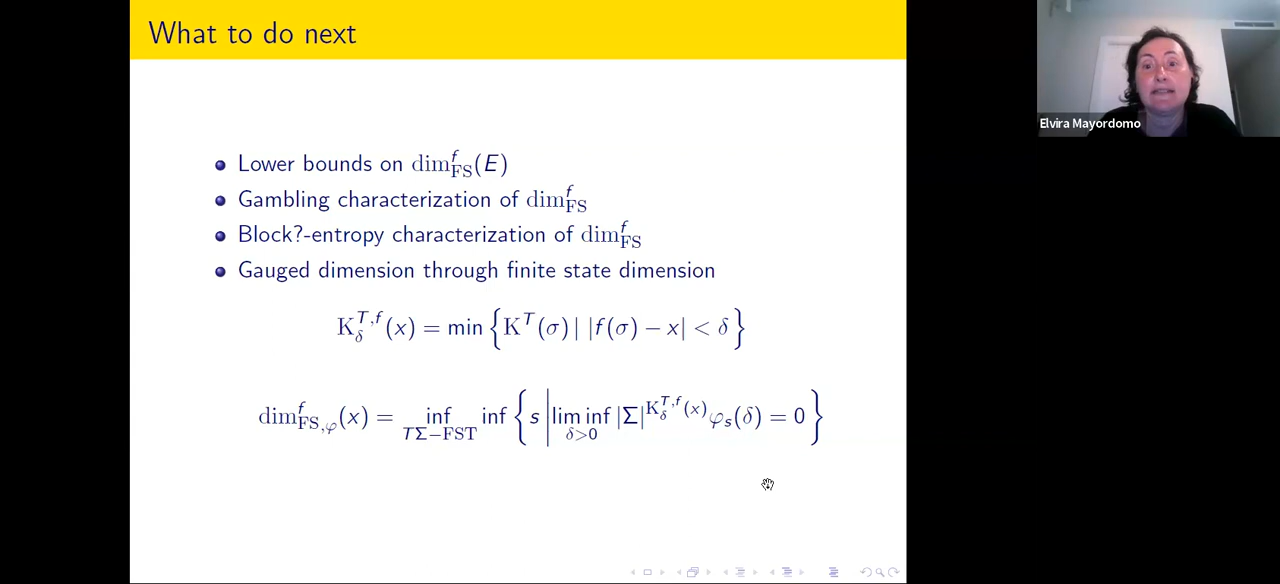 What to do next
Elvira Mayordomo
Lower bounds on dim^f_FS(E)
Gambling characterization of dim^f_FS
Block?-entropy characterization of dim^f_FS
Gauged dimension through finite state dimension
K^{T,f}_δ(x) = min {K^T(σ) | |f(σ) − x| < δ}
dim^f_{FS,φ}(x) = inf_{TΣ−FST} inf {s | lim inf_{δ>0} |Σ|^{K^{T,f}_δ(x)} φ_s(δ) = 0}